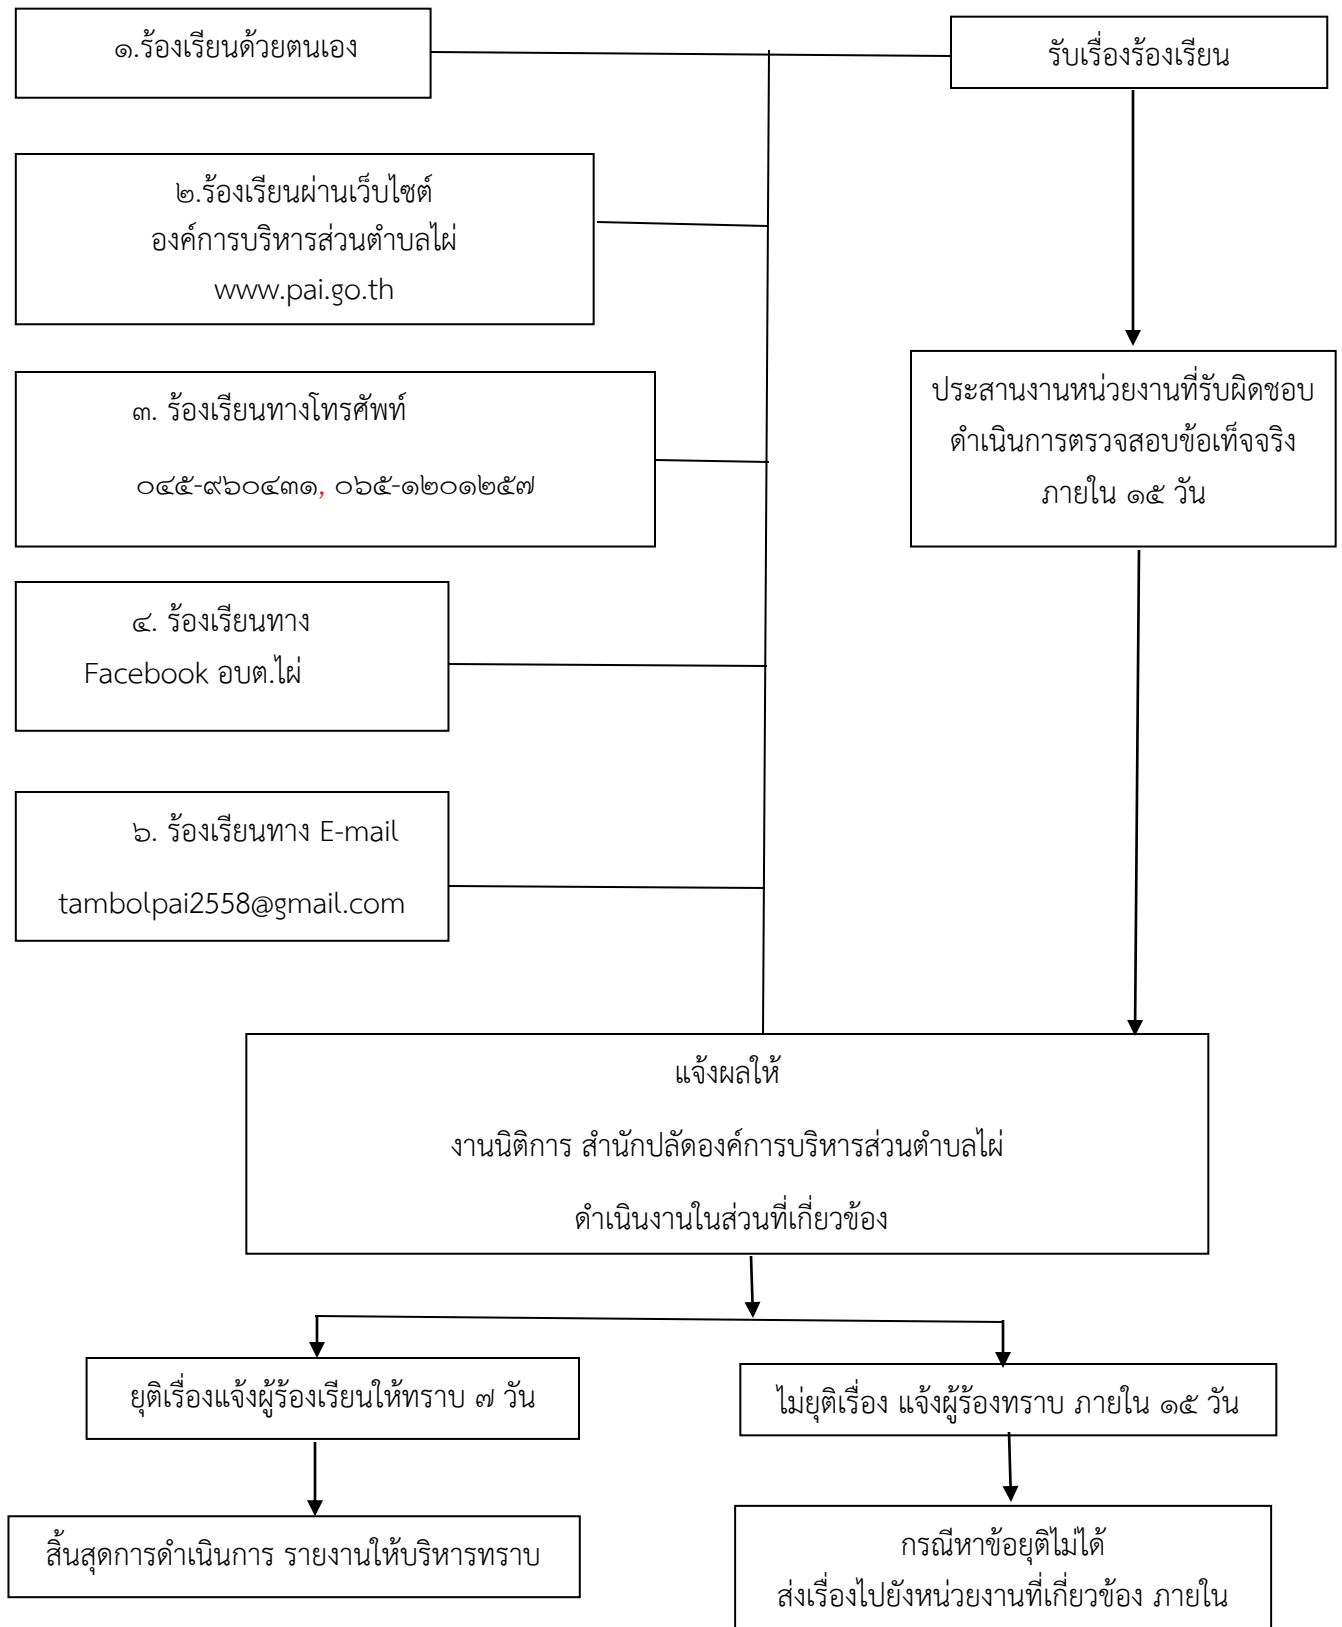 ๑.ร้องเรียนด้วยตนเอง
รับเรื่องร้องเรียน
๒.ร้องเรียนผ่านเว็บไซต์
องค์การบริหารส่วนตำบลไผ่
www.pai.go.th
๓. ร้องเรียนทางโทรศัพท์
๐๔๕-๙๖๐๔๓๑, ๐๖๕-๑๒๐๑๒๕๗
ประสานงานหน่วยงานที่รับผิดชอบ
ดำเนินการตรวจสอบข้อเท็จจริง
ภายใน ๑๕ วัน
๔. ร้องเรียนทาง
Facebook อบต.ไผ่
๖. ร้องเรียนทาง E-mail
tambolpai2558@gmail.com
แจ้งผลให้
งานนิติการ สำนักปลัดองค์การบริหารส่วนตำบลไผ่
ดำเนินงานในส่วนที่เกี่ยวข้อง
ยุติเรื่องแจ้งผู้ร้องเรียนให้ทราบ ๗ วัน
ไม่ยุติเรื่อง แจ้งผู้ร้องทราบ ภายใน ๑๕ วัน
สิ้นสุดการดำเนินการ รายงานให้บริหารทราบ
กรณีหาข้อยุติไม่ได้
ส่งเรื่องไปยังหน่วยงานที่เกี่ยวข้อง ภายใน